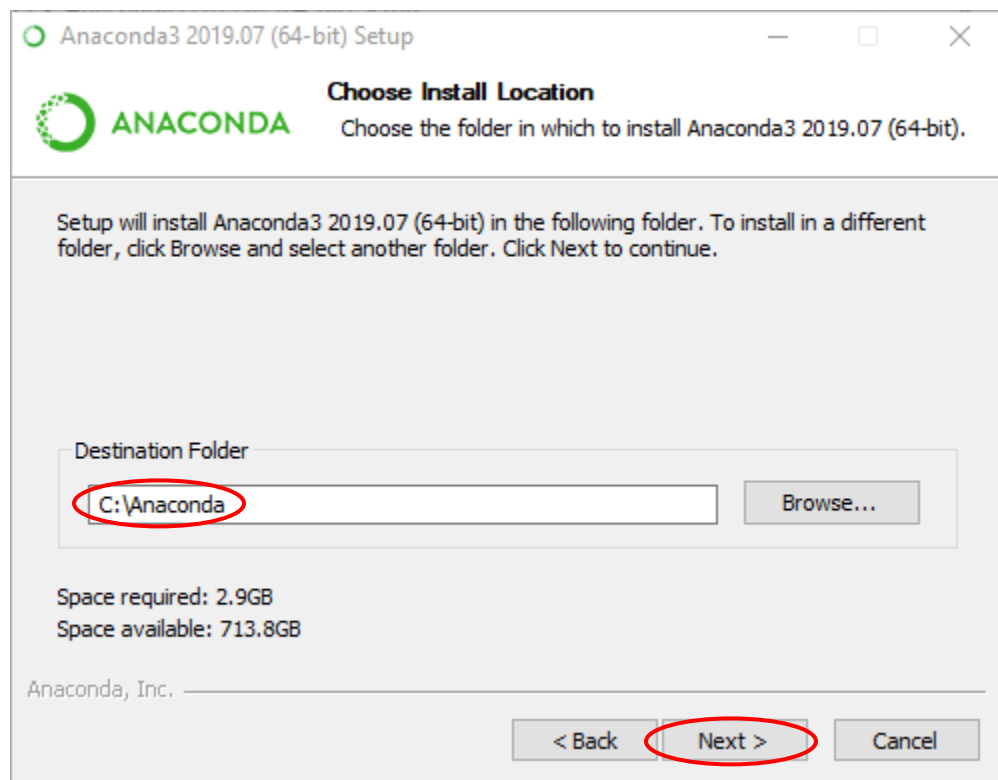 Anaconda3 2019.07 (64-bit) Setup
ANACONDA
Choose Install Location
Choose the folder in which to install Anaconda3 2019.07 (64-bit).
Setup will install Anaconda3 2019.07 (64-bit) in the following folder. To install in a different
folder, click Browse and select another folder. Click Next to continue.
Destination Folder
C:\Anaconda
Browse...
Space required: 2.9GB
Space available: 713.8GB
Anaconda, Inc.
< Back
Next >
Cancel